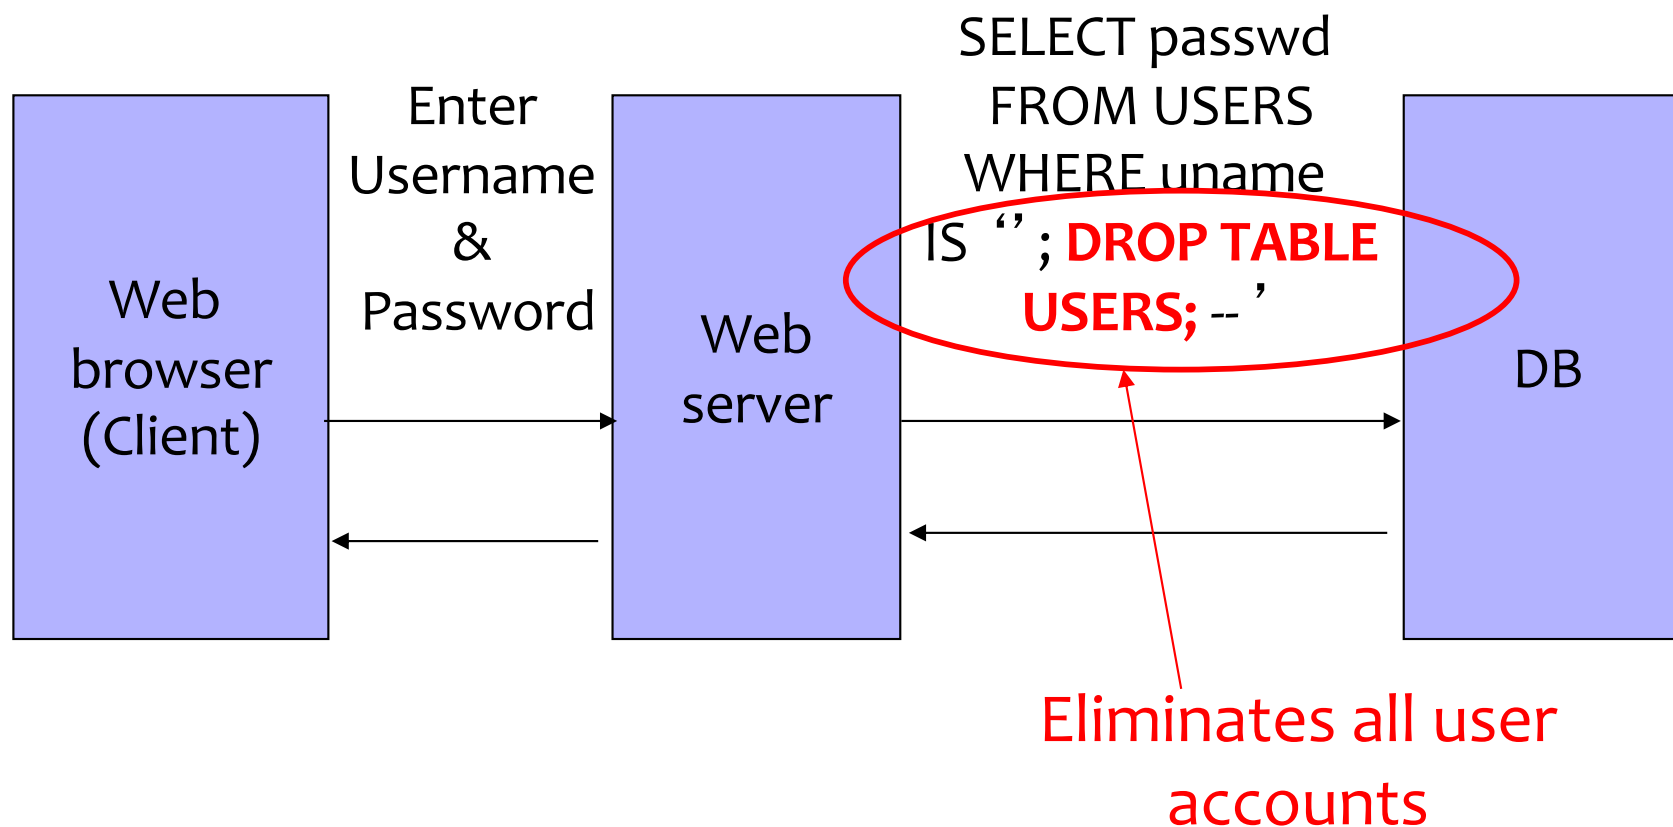 Web
browser
(Client)
Enter
Username
&
Password
Web
server
SELECT passwd
FROM USERS
WHERE uname
IS ‘’ ; DROP TABLE
USERS; -- ’
DB
Eliminates all user
accounts